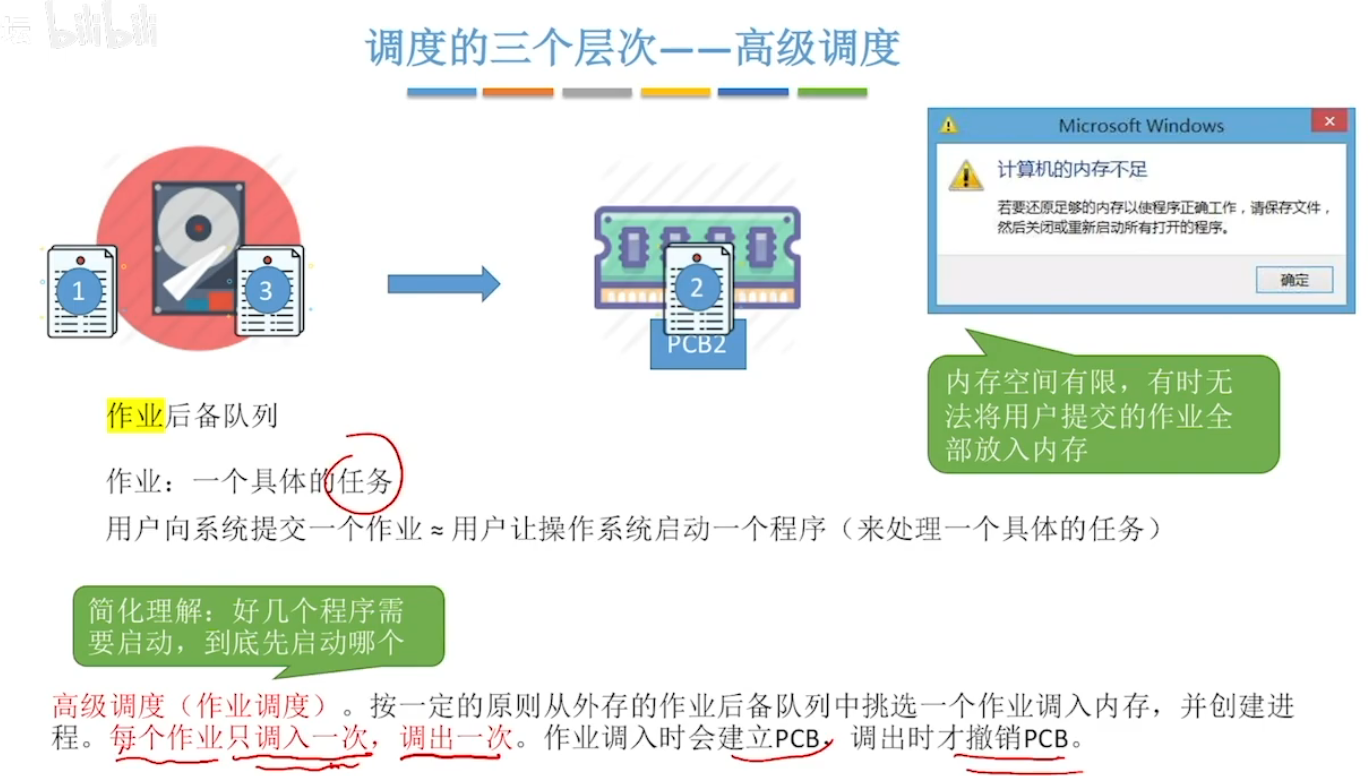 坛 bilibili
调度的三个层次——高级调度
Microsoft Windows
计算机的内存不足
若要还原足够的内存以使程序正确工作，请保存文件，
然后关闭或重新启动所有打开的程序。
确定
1
3
2
PCB2
内存空间有限，有时无
法将用户提交的作业全
部放入内存
作业后备队列
作业：一个具体的任务
用户向系统提交一个作业 ≈ 用户让操作系统启动一个程序（来处理一个具体的任务）
简化理解：好几个程序需
要启动，到底先启动哪个
高级调度（作业调度）。按一定的原则从外存的作业后备队列中挑选一个作业调入内存，并创建进
程。每个作业只调入一次，调出一次。作业调入时会建立PCB，调出时才撤销PCB。